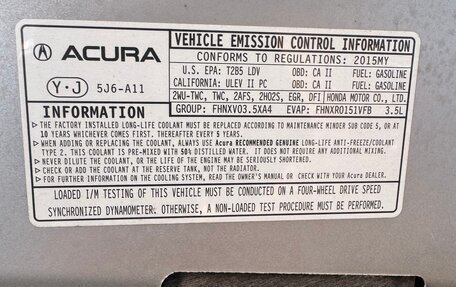 ACURA
Y·J 5J6-A11
VEHICLE EMISSION CONTROL INFORMATION
CONFORMS TO REGULATIONS: 2015MY
U.S. EPA: T2B5 LDV OBD: CA II FUEL: GASOLINE
CALIFORNIA: ULEV II PC OBD: CA II FUEL: GASOLINE
2WU-TWC, TWC, 2AFS, 2HO2S, EGR, DFI HONDA MOTOR CO., LTD.
GROUP: FHNXV03.5XA4 EVAP: FHNXR0151VFB 3.5L
INFORMATION
▷THE FACTORY INSTALLED LONG-LIFE COOLANT MUST BE REPLACED ACCORDING TO MAINTENANCE MINDER SUB CODE 5, OR AT
10 YEARS WHICHEVER COMES FIRST. THEREAFTER REPLACE EVERY 5 YEARS.
▷WHEN ADDING OR REPLACING THE COOLANT, ALWAYS USE Acura RECOMMENDED GENUINE LONG-LIFE ANTI-FREEZE/COOLANT
TYPE 2. THIS COOLANT IS PRE-MIXED WITH 50% DISTILLED WATER. IT DOES NOT REQUIRE ANY ADDITIONAL MIXING.
▷NEVER DILUTE THE COOLANT, OR THE LIFE OF THE ENGINE WILL BE SHORTENED.
▷CHECK OR ADD THE COOLANT AT THE RESERVE TANK, NOT THE RADIATOR.
▷FOR FURTHER INFORMATION ON THE COOLING SYSTEM, READ THE OWNER'S MANUAL OR CHECK WITH YOUR Acura DEALER.
LOADED I/M TESTING OF THIS VEHICLE MUST BE CONDUCTED ON A FOUR-WHEEL DRIVE SPEED
SYNCHRONIZED DYNAMOMETER: OTHERWISE, A NON-LOADED TEST PROCEDURE MUST BE PERFORMED.